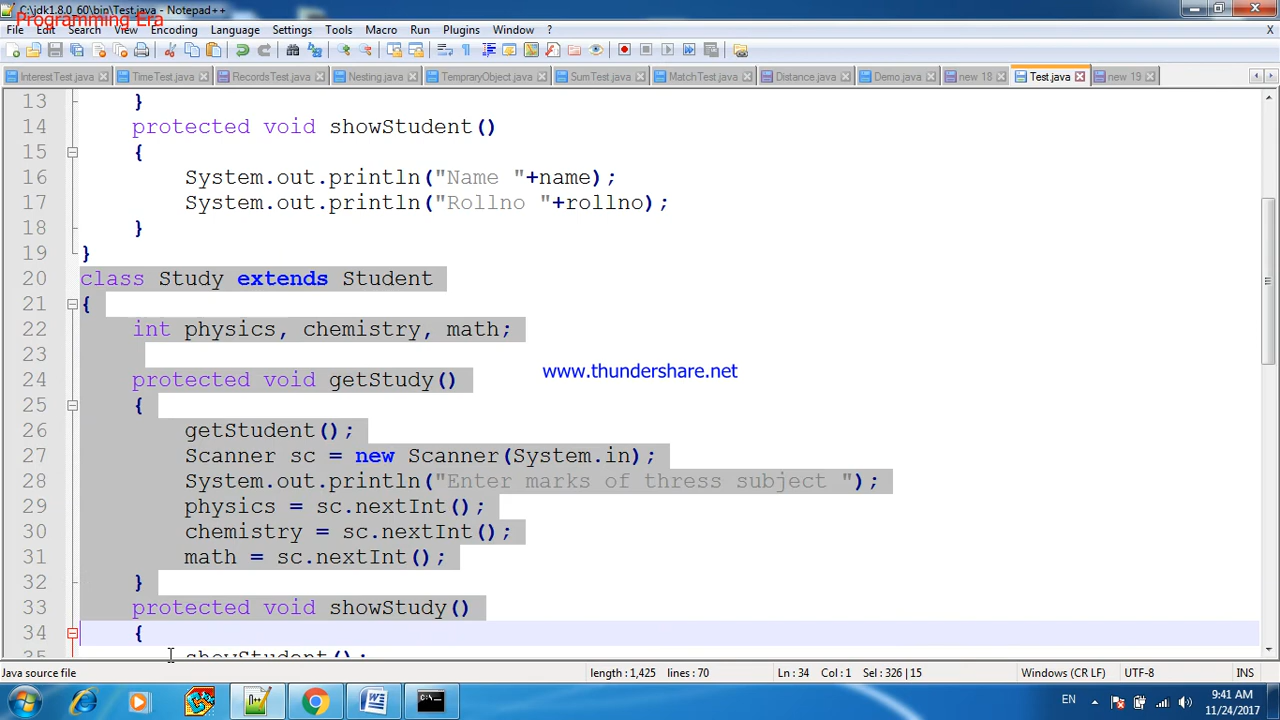 C:\jdk1.8.0_60\bin\Test.java - Notepad++
Programming Era
File Edit Search View Encoding Language Settings Tools Macro Run Plugins Window ? X
InterestTest.java TimeTest.java RecordsTest.java Nesting.java TempraryObject.java SumTest.java MatchTest.java Distance.java Demo.java new 18 Test.java new 19
13 }
14 protected void showStudent()
15 {
16 System.out.println("Name "+name);
17 System.out.println("Rollno "+rollno);
18 }
19 }
20 class Study extends Student
21 {
22 int physics, chemistry, math;
23
www.thundershare.net
24 protected void getStudy()
25 {
26 getStudent();
27 Scanner sc = new Scanner(System.in);
28 System.out.println("Enter marks of thress subject ");
29 physics = sc.nextInt();
30 chemistry = sc.nextInt();
31 math = sc.nextInt();
32 }
33 protected void showStudy()
34 {
35 showStudent();
Java source file length : 1,425 lines : 70 Ln : 34 Col : 1 Sel : 326 | 15 Windows (CR LF) UTF-8 INS
EN 9:41 AM
11/24/2017